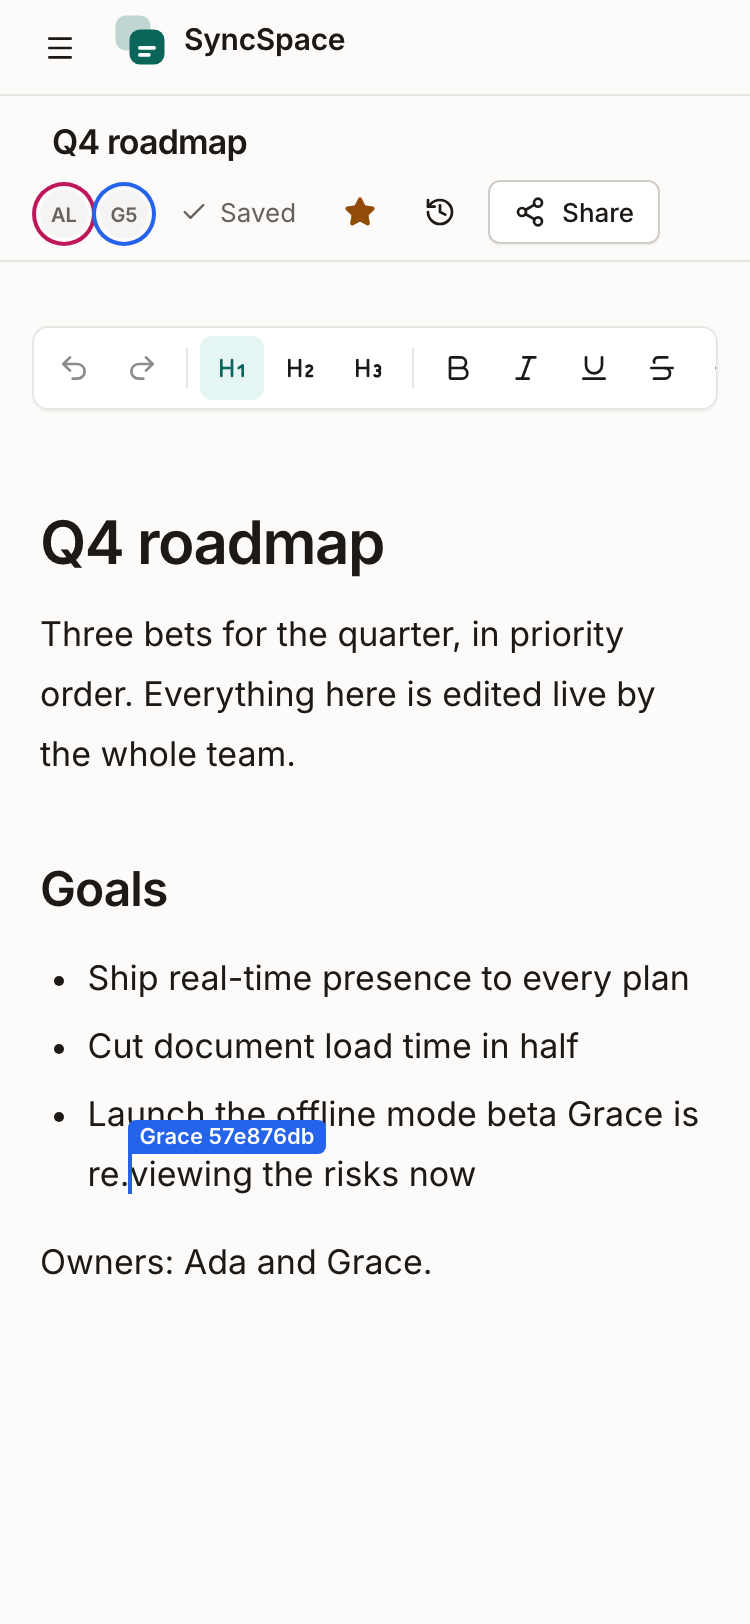 SyncSpace
Q4 roadmap
AL G5 Saved Share
H1 H2 H3 B I U S
Q4 roadmap
Three bets for the quarter, in priority
order. Everything here is edited live by
the whole team.
Goals
• Ship real-time presence to every plan
• Cut document load time in half
• Launch the offline mode beta Grace is
Grace 57e876db
re.viewing the risks now
Owners: Ada and Grace.